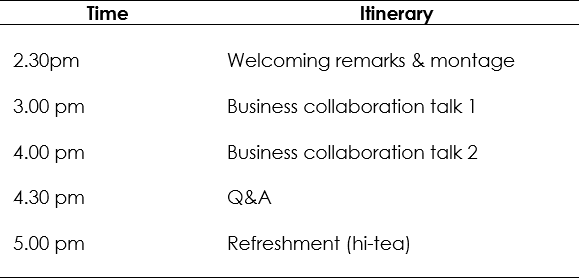 Time Itinerary
2.30pm Welcoming remarks & montage
3.00 pm Business collaboration talk 1
4.00 pm Business collaboration talk 2
4.30 pm Q&A
5.00 pm Refreshment (hi-tea)